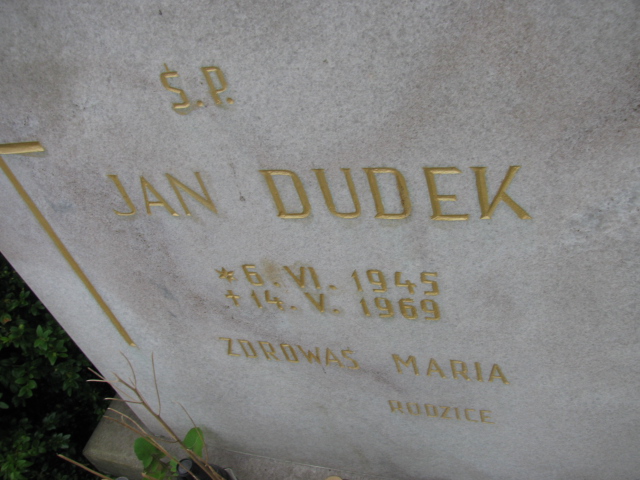 Ś.P.
JAN DUDEK
* 6. VI. 1945
† 14. V. 1969
ZDROWAŚ MARIA
RODZICE